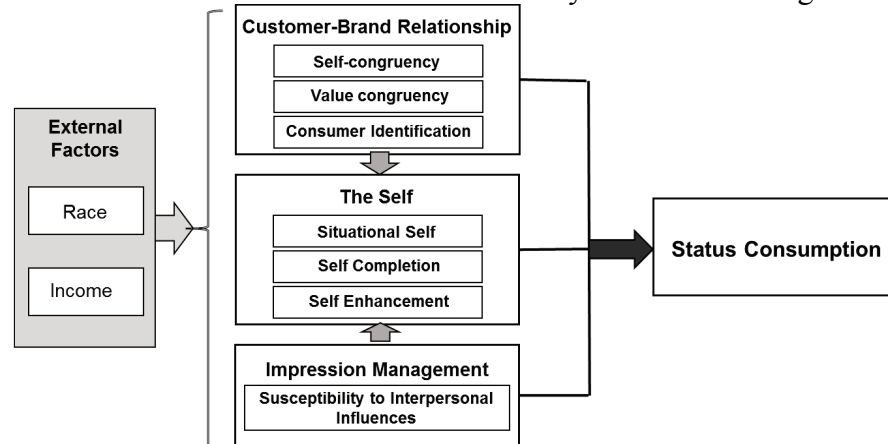 Customer-Brand Relationship
Self-congruency
Value congruency
Consumer Identification
External
Factors
Race
Income
The Self
Situational Self
Self Completion
Self Enhancement
Impression Management
Susceptibility to Interpersonal
Influences
Status Consumption